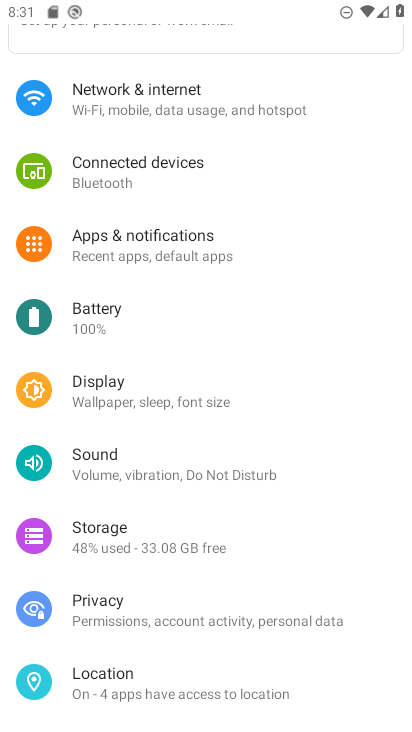 8:31
Network & internet
Wi-Fi, mobile, data usage, and hotspot
Connected devices
Bluetooth
Apps & notifications
Recent apps, default apps
Battery
100%
Display
Wallpaper, sleep, font size
Sound
Volume, vibration, Do Not Disturb
Storage
48% used - 33.08 GB free
Privacy
Permissions, account activity, personal data
Location
On - 4 apps have access to location